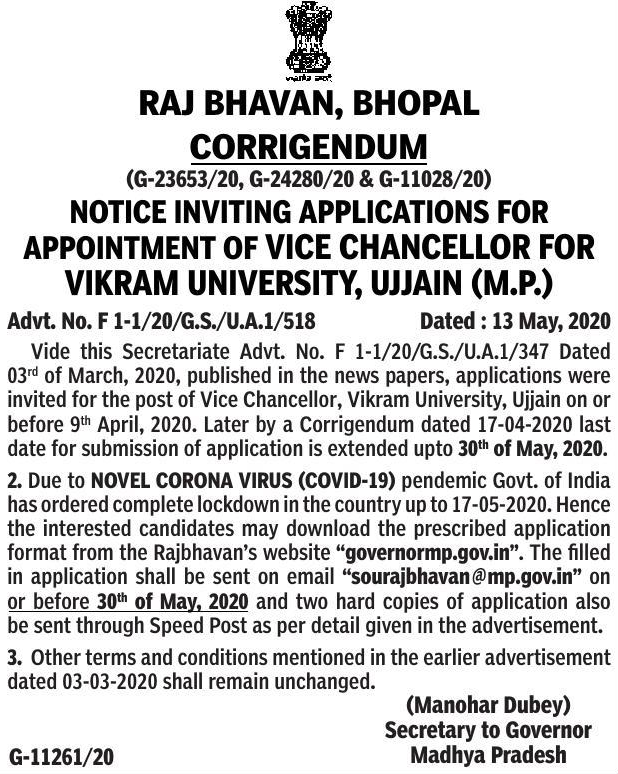 RAJ BHAVAN, BHOPAL
CORRIGENDUM
(G-23653/20, G-24280/20 & G-11028/20)
NOTICE INVITING APPLICATIONS FOR
APPOINTMENT OF VICE CHANCELLOR FOR
VIKRAM UNIVERSITY, UJJAIN (M.P.)
Advt. No. F 1-1/20/G.S./U.A.1/518 Dated : 13 May, 2020
Vide this Secretariate Advt. No. F 1-1/20/G.S./U.A.1/347 Dated
03rd of March, 2020, published in the news papers, applications were
invited for the post of Vice Chancellor, Vikram University, Ujjain on or
before 9th April, 2020. Later by a Corrigendum dated 17-04-2020 last
date for submission of application is extended upto 30th of May, 2020.
2. Due to NOVEL CORONA VIRUS (COVID-19) pendemic Govt. of India
has ordered complete lockdown in the country up to 17-05-2020. Hence
the interested candidates may download the prescribed application
format from the Rajbhavan's website “governormp.gov.in”. The filled
in application shall be sent on email “sourajbhavan@mp.gov.in” on
or before 30th of May, 2020 and two hard copies of application also
be sent through Speed Post as per detail given in the advertisement.
3. Other terms and conditions mentioned in the earlier advertisement
dated 03-03-2020 shall remain unchanged.
(Manohar Dubey)
Secretary to Governor
G-11261/20 Madhya Pradesh